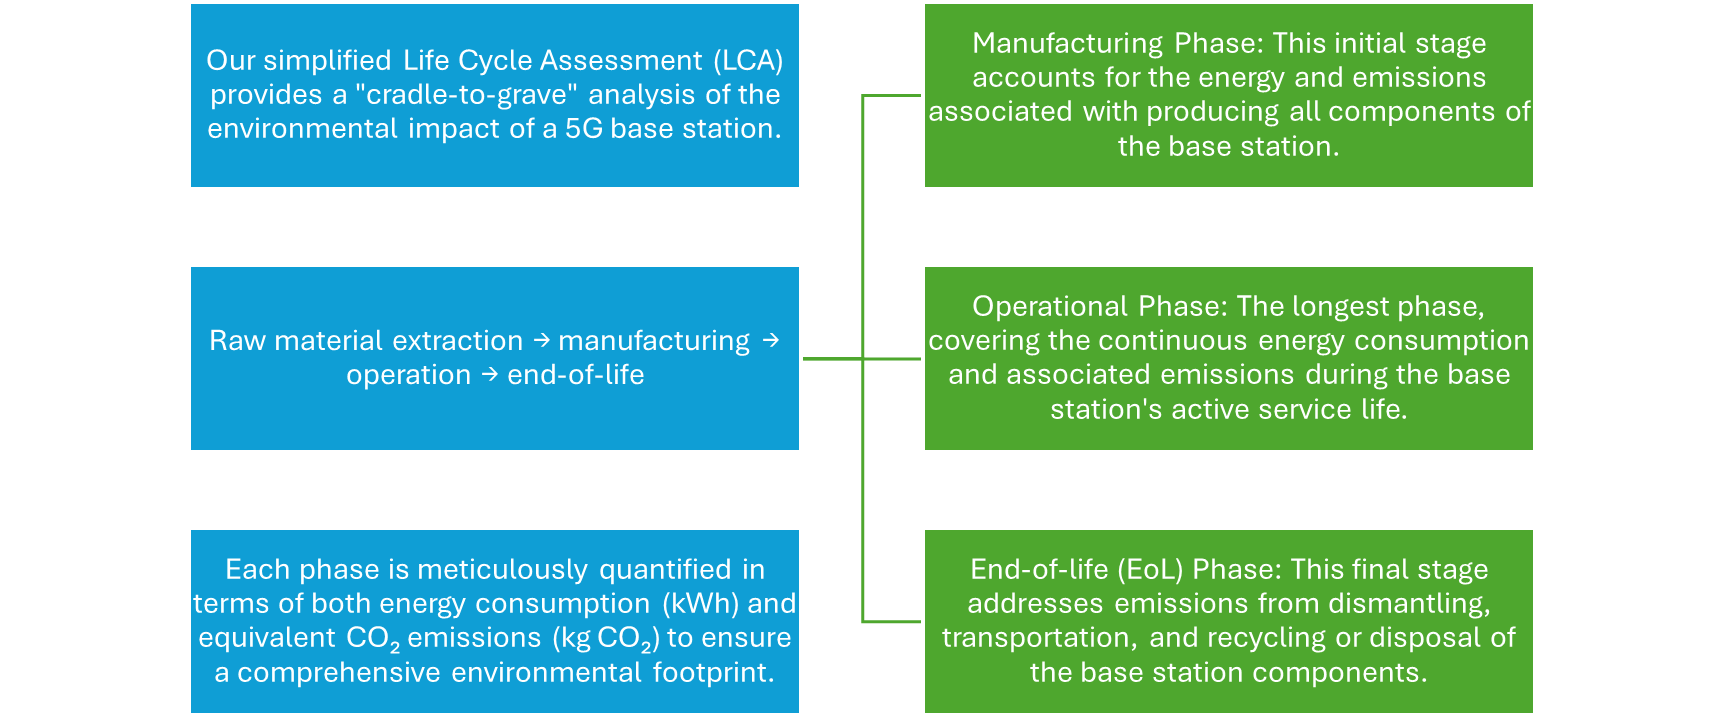 Our simplified Life Cycle Assessment (LCA)
provides a "cradle-to-grave" analysis of the
environmental impact of a 5G base station.
Raw material extraction → manufacturing →
operation → end-of-life
Each phase is meticulously quantified in
terms of both energy consumption (kWh) and
equivalent CO₂ emissions (kg CO₂) to ensure
a comprehensive environmental footprint.
Manufacturing Phase: This initial stage
accounts for the energy and emissions
associated with producing all components of
the base station.
Operational Phase: The longest phase,
covering the continuous energy consumption
and associated emissions during the base
station's active service life.
End-of-life (EoL) Phase: This final stage
addresses emissions from dismantling,
transportation, and recycling or disposal of
the base station components.